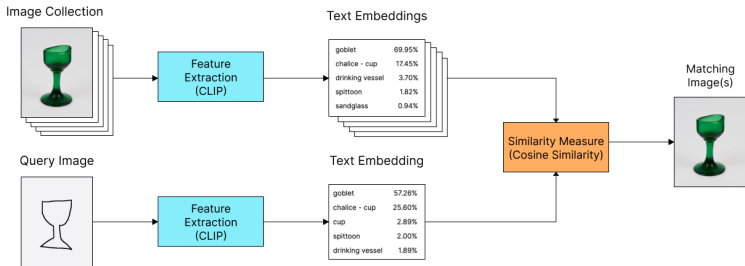 Image Collection
Text Embeddings
Feature
Extraction
(CLIP)
goblet 69.95%
chalice - cup 17.45%
drinking vessel 3.70%
spittoon 1.82%
sandglass 0.94%
Matching
Image(s)
Similarity Measure
(Cosine Similarity)
Query Image
Text Embedding
Feature
Extraction
(CLIP)
goblet 57.26%
chalice - cup 25.60%
cup 2.89%
spittoon 2.00%
drinking vessel 1.89%